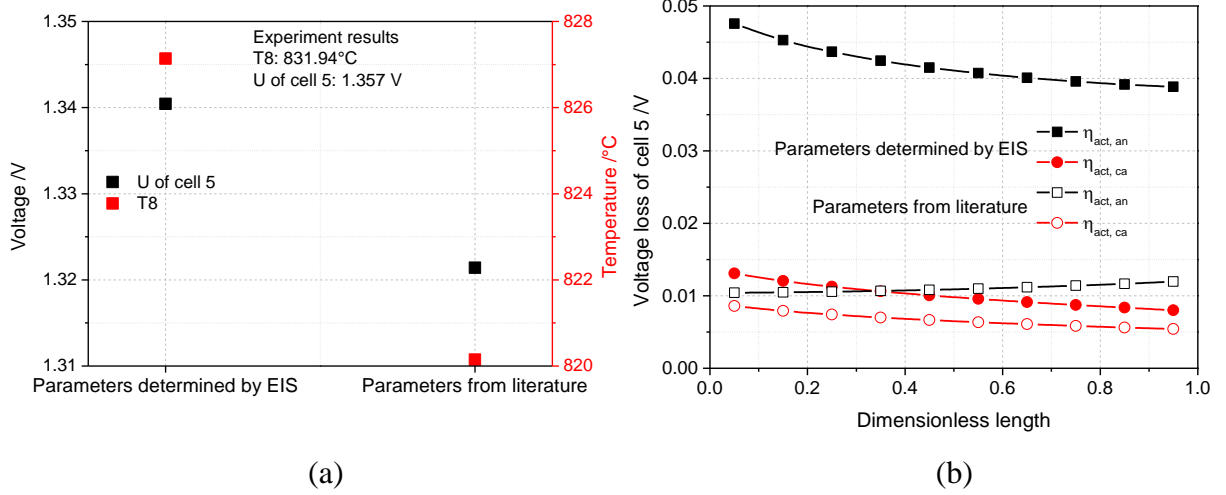 1.35
1.34
1.33
1.32
1.31
Voltage /V
Experiment results
T8: 831.94°C
U of cell 5: 1.357 V
U of cell 5
T8
828
826
824
822
820
Temperature /°C
Parameters determined by EIS
Parameters from literature
(a)
0.05
0.04
0.03
0.02
0.01
0.00
Voltage loss of cell 5 /V
Parameters determined by EIS
η act, an
η act, ca
Parameters from literature
η act, an
η act, ca
0.0 0.2 0.4 0.6 0.8 1.0
Dimensionless length
(b)